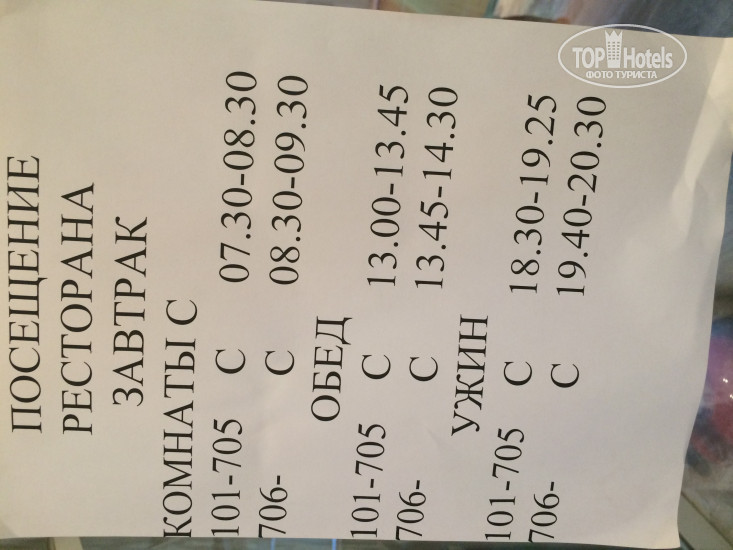 ПОСЕЩЕНИЕ
РЕСТОРАНА
ЗАВТРАК
КОМНАТЫ С
101-705 С 07.30-08.30
706- С 08.30-09.30
ОБЕД
101-705 С 13.00-13.45
706- С 13.45-14.30
УЖИН
101-705 С 18.30-19.25
706- С 19.40-20.30
TOP Hotels
ФОТО ТУРИСТА